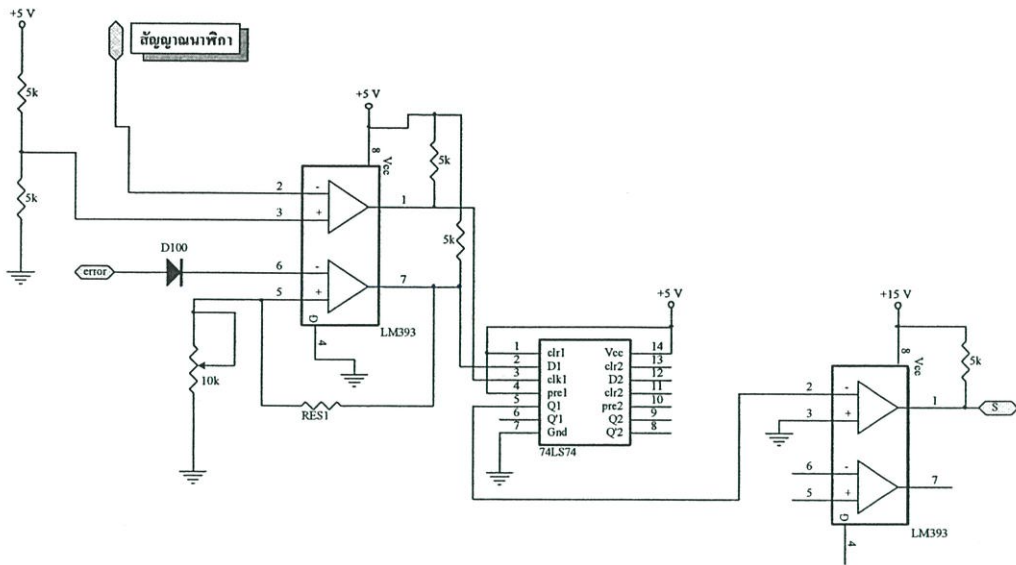 +5 V
สัญญาณนาฬิกา
5k
5k
+5 V
8
Vcc
5k
5k
2
-
1
3
+
D100
error
6
-
7
5
+
D
4
LM393
10k
RES1
+5 V
1 clr1 Vcc 14
2 D1 clr2 13
3 clk1 D2 12
4 pre1 clr2 11
5 Q1 pre2 10
6 Q'1 Q2 9
7 Gnd Q'2 8
74LS74
+15 V
8
Vcc
5k
2
-
1
S
3
+
6
-
7
5
+
D
4
LM393